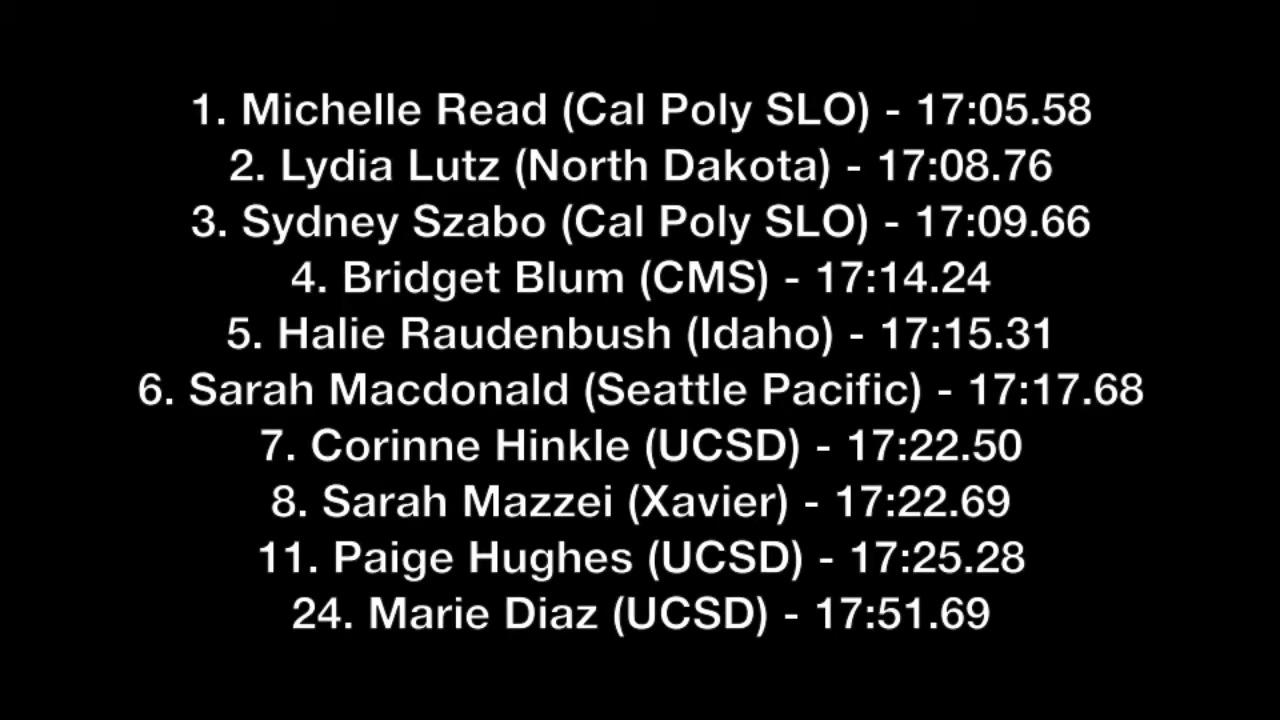 1. Michelle Read (Cal Poly SLO) - 17:05.58
2. Lydia Lutz (North Dakota) - 17:08.76
3. Sydney Szabo (Cal Poly SLO) - 17:09.66
4. Bridget Blum (CMS) - 17:14.24
5. Halie Raudenbush (Idaho) - 17:15.31
6. Sarah Macdonald (Seattle Pacific) - 17:17.68
7. Corinne Hinkle (UCSD) - 17:22.50
8. Sarah Mazzei (Xavier) - 17:22.69
11. Paige Hughes (UCSD) - 17:25.28
24. Marie Diaz (UCSD) - 17:51.69